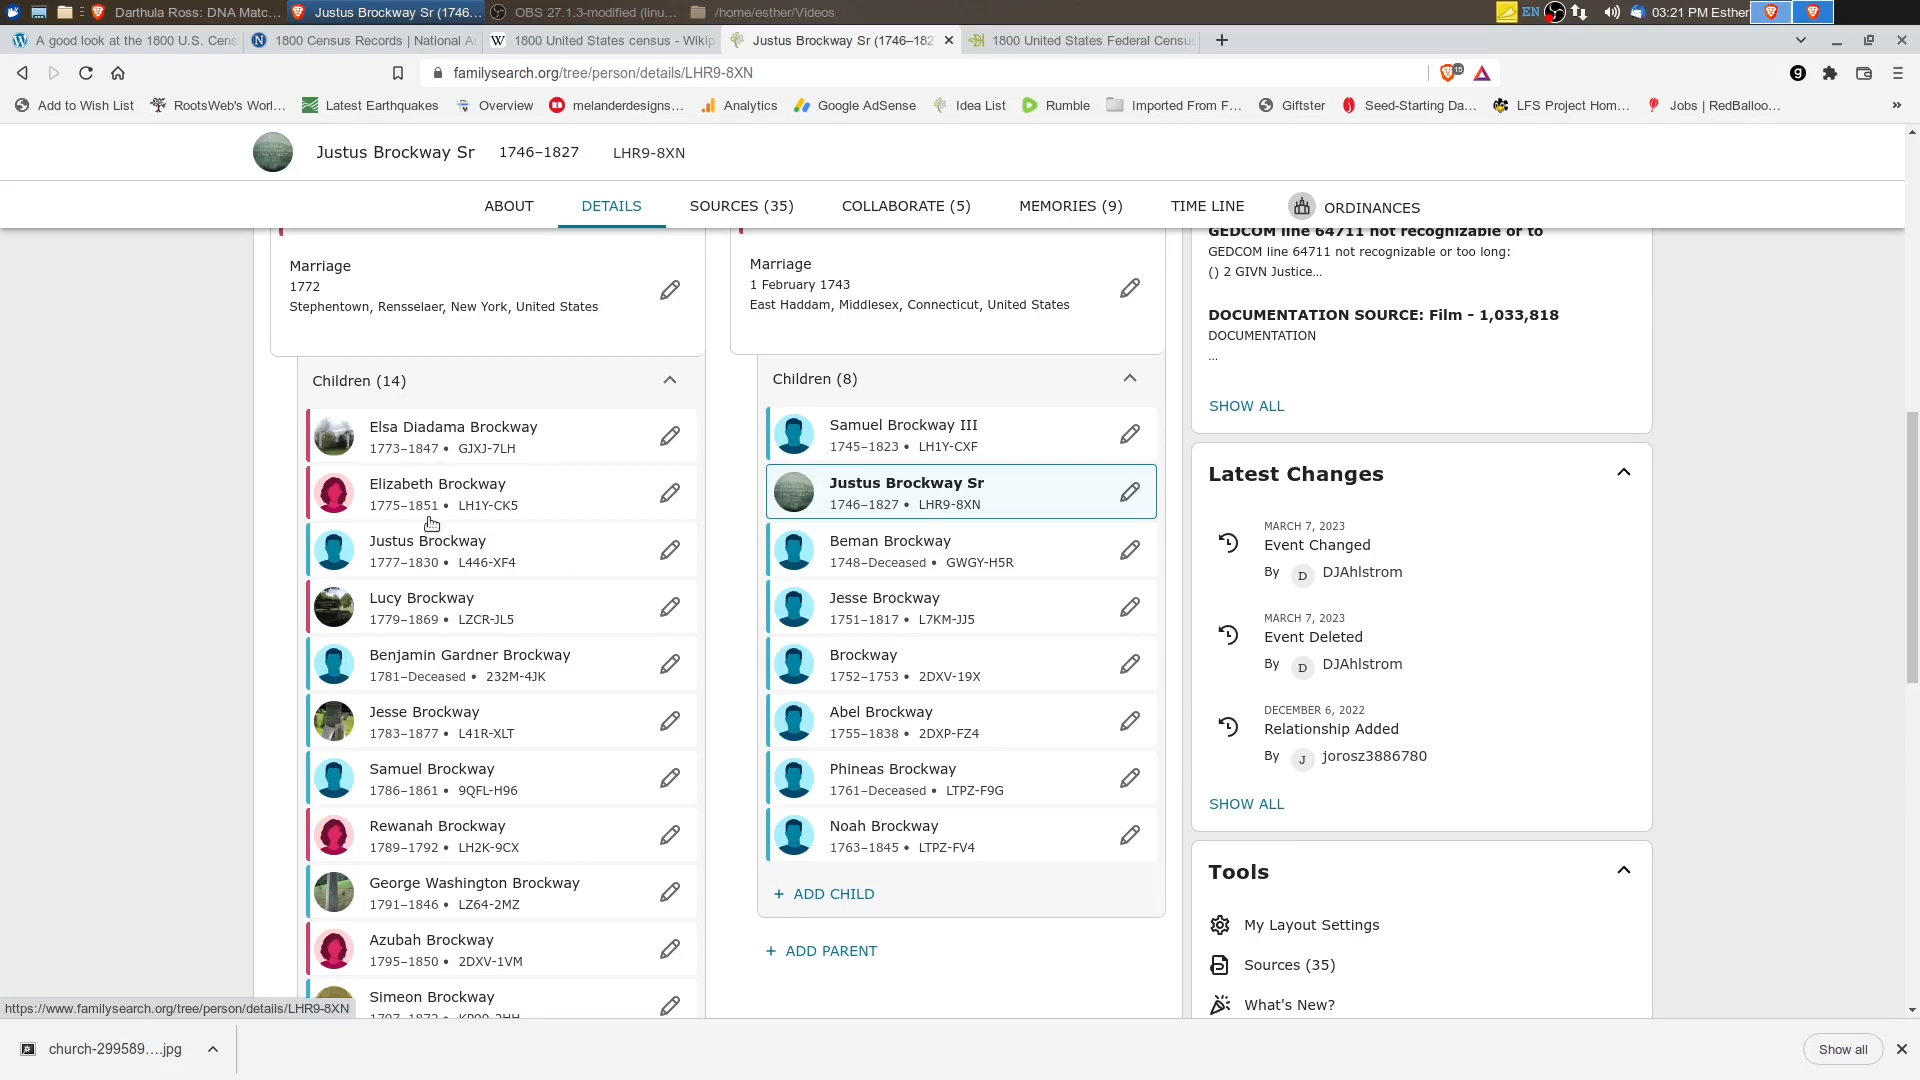 Darthula Ross: DNA Matc... Justus Brockway Sr (1746... OBS 27.1.3-modified (linu... /home/esther/Videos EN 03:21 PM Esther
A good look at the 1800 U.S. Cens 1800 Census Records | National A 1800 United States census - Wikip Justus Brockway Sr (1746–182 1800 United States Federal Censu
familysearch.org/tree/person/details/LHR9-8XN 15
Add to Wish List RootsWeb's Worl... Latest Earthquakes Overview melanderdesigns... Analytics Google AdSense Idea List Rumble Imported From F... Giftster Seed-Starting Da... LFS Project Hom... Jobs | RedBalloo... »
Justus Brockway Sr 1746–1827 LHR9-8XN
ABOUT DETAILS SOURCES (35) COLLABORATE (5) MEMORIES (9) TIME LINE ORDINANCES
Marriage
1772
Stephentown, Rensselaer, New York, United States
Children (14)
Elsa Diadama Brockway
1773–1847 • GJXJ-7LH
Elizabeth Brockway
1775–1851 • LH1Y-CK5
Justus Brockway
1777–1830 • L446-XF4
Lucy Brockway
1779–1869 • LZCR-JL5
Benjamin Gardner Brockway
1781–Deceased • 232M-4JK
Jesse Brockway
1783–1877 • L41R-XLT
Samuel Brockway
1786–1861 • 9QFL-H96
Rewanah Brockway
1789–1792 • LH2K-9CX
George Washington Brockway
1791–1846 • LZ64-2MZ
Azubah Brockway
1795–1850 • 2DXV-1VM
Simeon Brockway
Marriage
1 February 1743
East Haddam, Middlesex, Connecticut, United States
Children (8)
Samuel Brockway III
1745–1823 • LH1Y-CXF
Justus Brockway Sr
1746–1827 • LHR9-8XN
Beman Brockway
1748–Deceased • GWGY-H5R
Jesse Brockway
1751–1817 • L7KM-JJ5
Brockway
1752–1753 • 2DXV-19X
Abel Brockway
1755–1838 • 2DXP-FZ4
Phineas Brockway
1761–Deceased • LTPZ-F9G
Noah Brockway
1763–1845 • LTPZ-FV4
+ ADD CHILD
+ ADD PARENT
GEDCOM line 64711 not recognizable or to
GEDCOM line 64711 not recognizable or too long:
() 2 GIVN Justice...
DOCUMENTATION SOURCE: Film - 1,033,818
DOCUMENTATION
...
SHOW ALL
Latest Changes
MARCH 7, 2023
Event Changed
By D DJAhlstrom
MARCH 7, 2023
Event Deleted
By D DJAhlstrom
DECEMBER 6, 2022
Relationship Added
By J jorosz3886780
SHOW ALL
Tools
My Layout Settings
Sources (35)
What's New?
https://www.familysearch.org/tree/person/details/LHR9-8XN
church-299589....jpg Show all